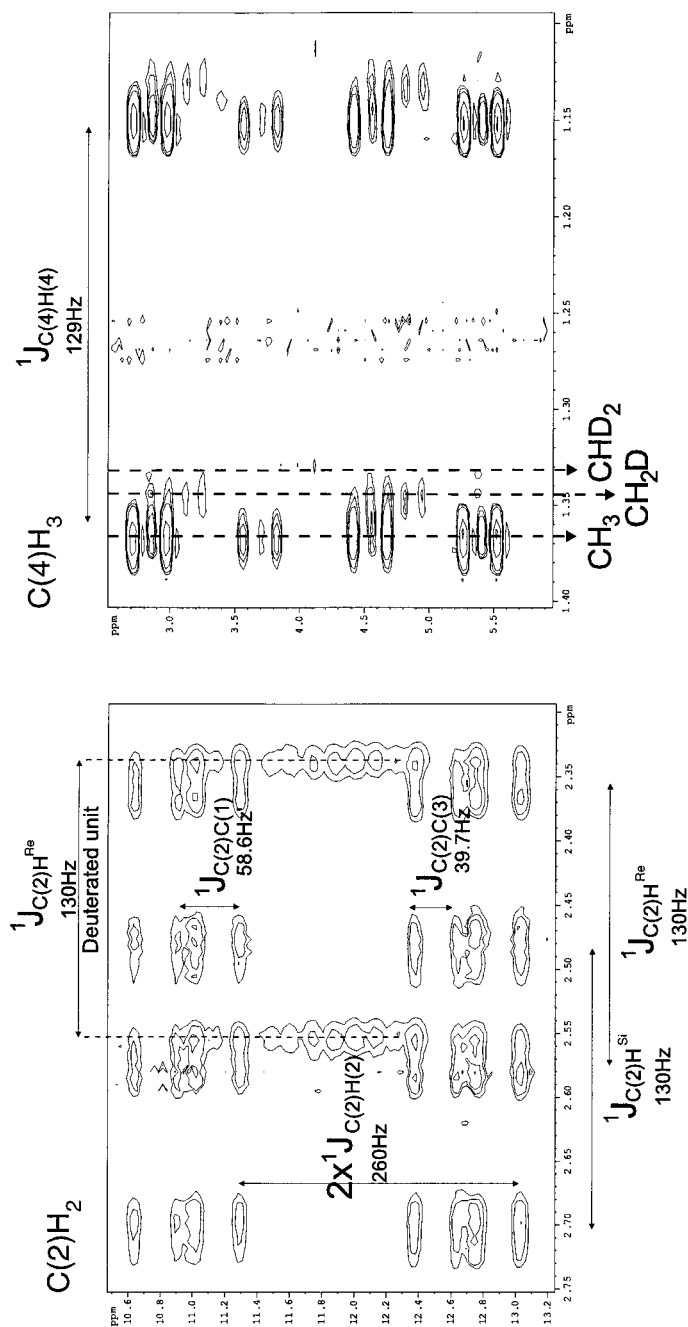 C(2)H2
ppm
10.6
10.8
11.0
11.2
11.4
11.6
11.8
12.0
12.2
12.4
12.6
12.8
13.0
13.2
1JC(2)HRe
130Hz
Deuterated unit
1JC(2)C(1)
58.6Hz
1JC(2)C(3)
39.7Hz
2x1JC(2)H(2)
260Hz
2.75
2.70
2.65
2.60
2.55
2.50
2.45
2.40
2.35
ppm
1JC(2)HSi
130Hz
1JC(2)HRe
130Hz
C(4)H3
1JC(4)H(4)
129Hz
ppm
3.0
3.5
4.0
4.5
5.0
5.5
1.40
1.35
1.30
1.25
1.20
1.15
ppm
CH3
CH2D
CHD2